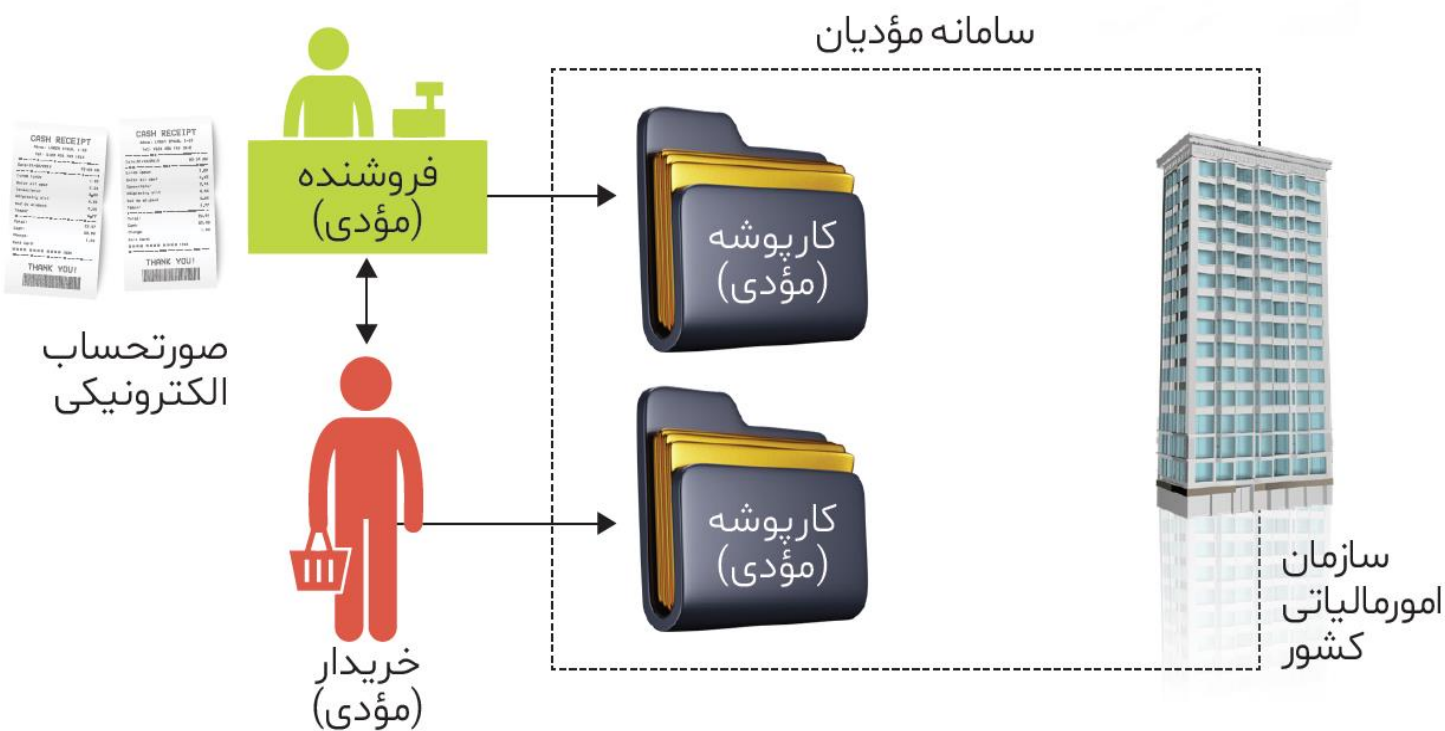 سامانه مؤدیان
فروشنده
(مؤدی)
کارپوشه
(مؤدی)
صورتحساب
الکترونیکی
کارپوشه
(مؤدی)
خریدار
(مؤدی)
سازمان
امورمالیاتی
کشور
CASH RECEIPT
THANK YOU!
CASH RECEIPT
THANK YOU!